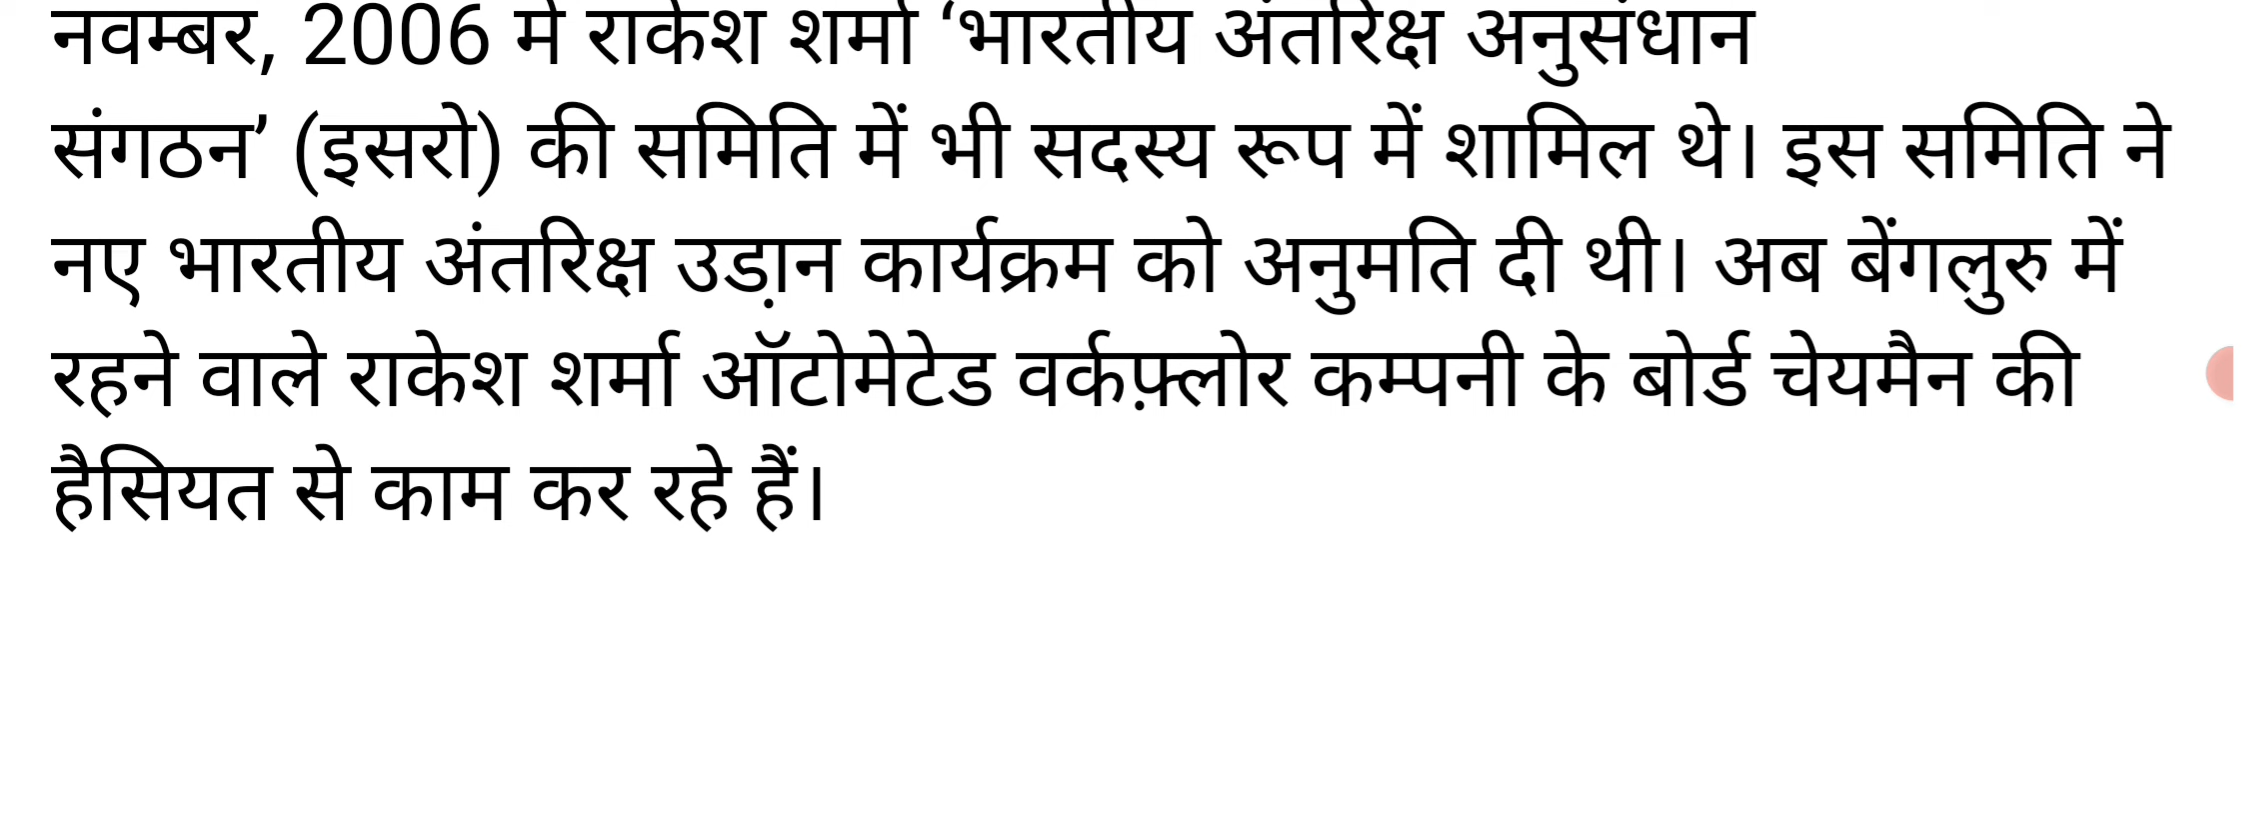 नवम्बर, 2006 में राकेश शर्मा ‘भारतीय अंतरिक्ष अनुसंधान
संगठन’ (इसरो) की समिति में भी सदस्य रूप में शामिल थे। इस समिति ने
नए भारतीय अंतरिक्ष उडा़न कार्यक्रम को अनुमति दी थी। अब बेंगलुरु में
रहने वाले राकेश शर्मा ऑटोमेटेड वर्कफ़्लोर कम्पनी के बोर्ड चेयमैन की
हैसियत से काम कर रहे हैं।